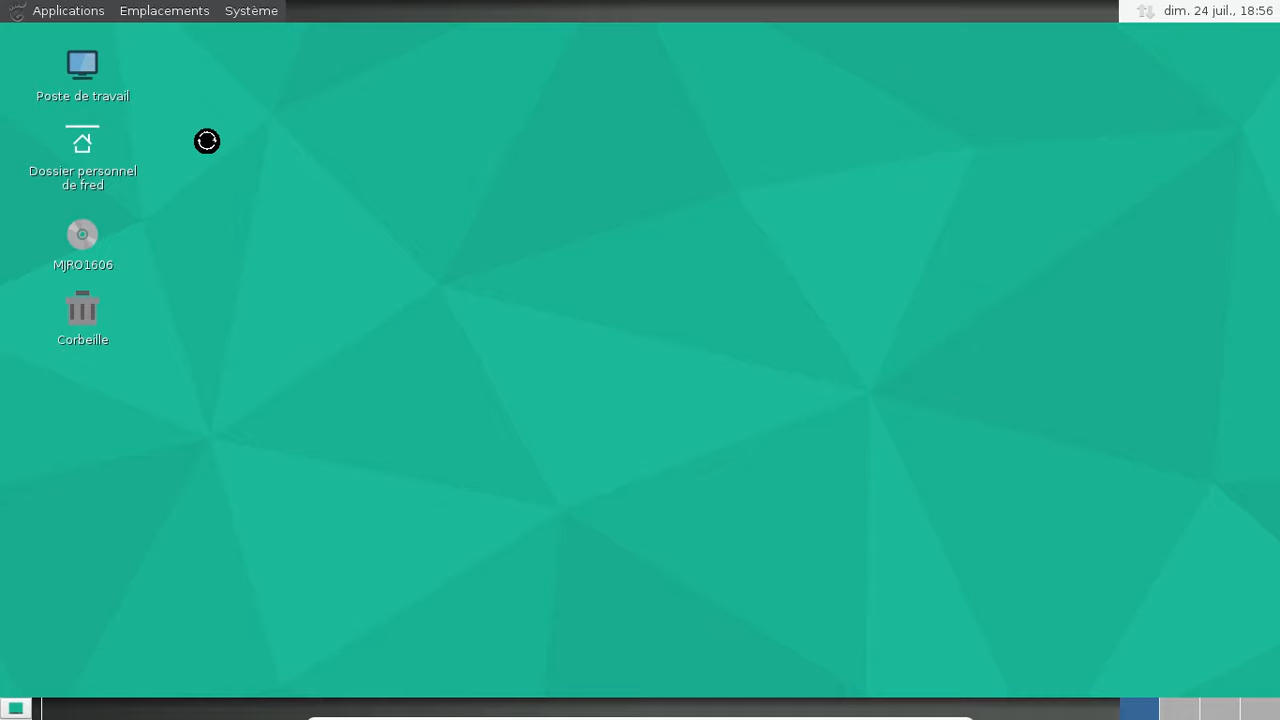 Applications Emplacements Système
dim. 24 juil., 18:56
Poste de travail
Dossier personnel
de fred
MJRO1606
Corbeille